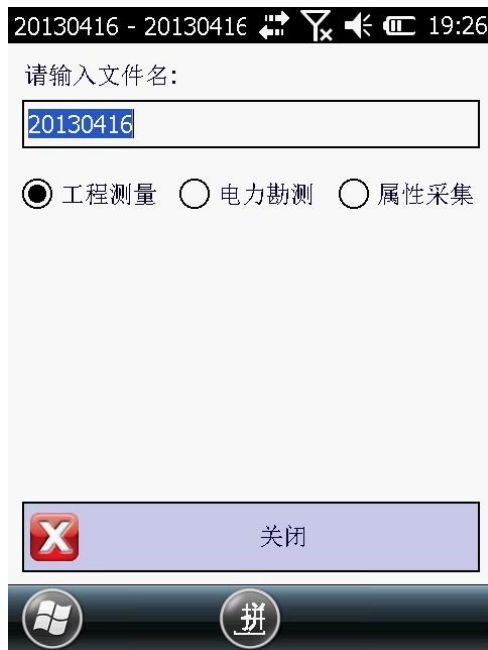 20130416 - 20130416 19:26
请输入文件名:
20130416
工程测量 电力勘测 属性采集
关闭
拼